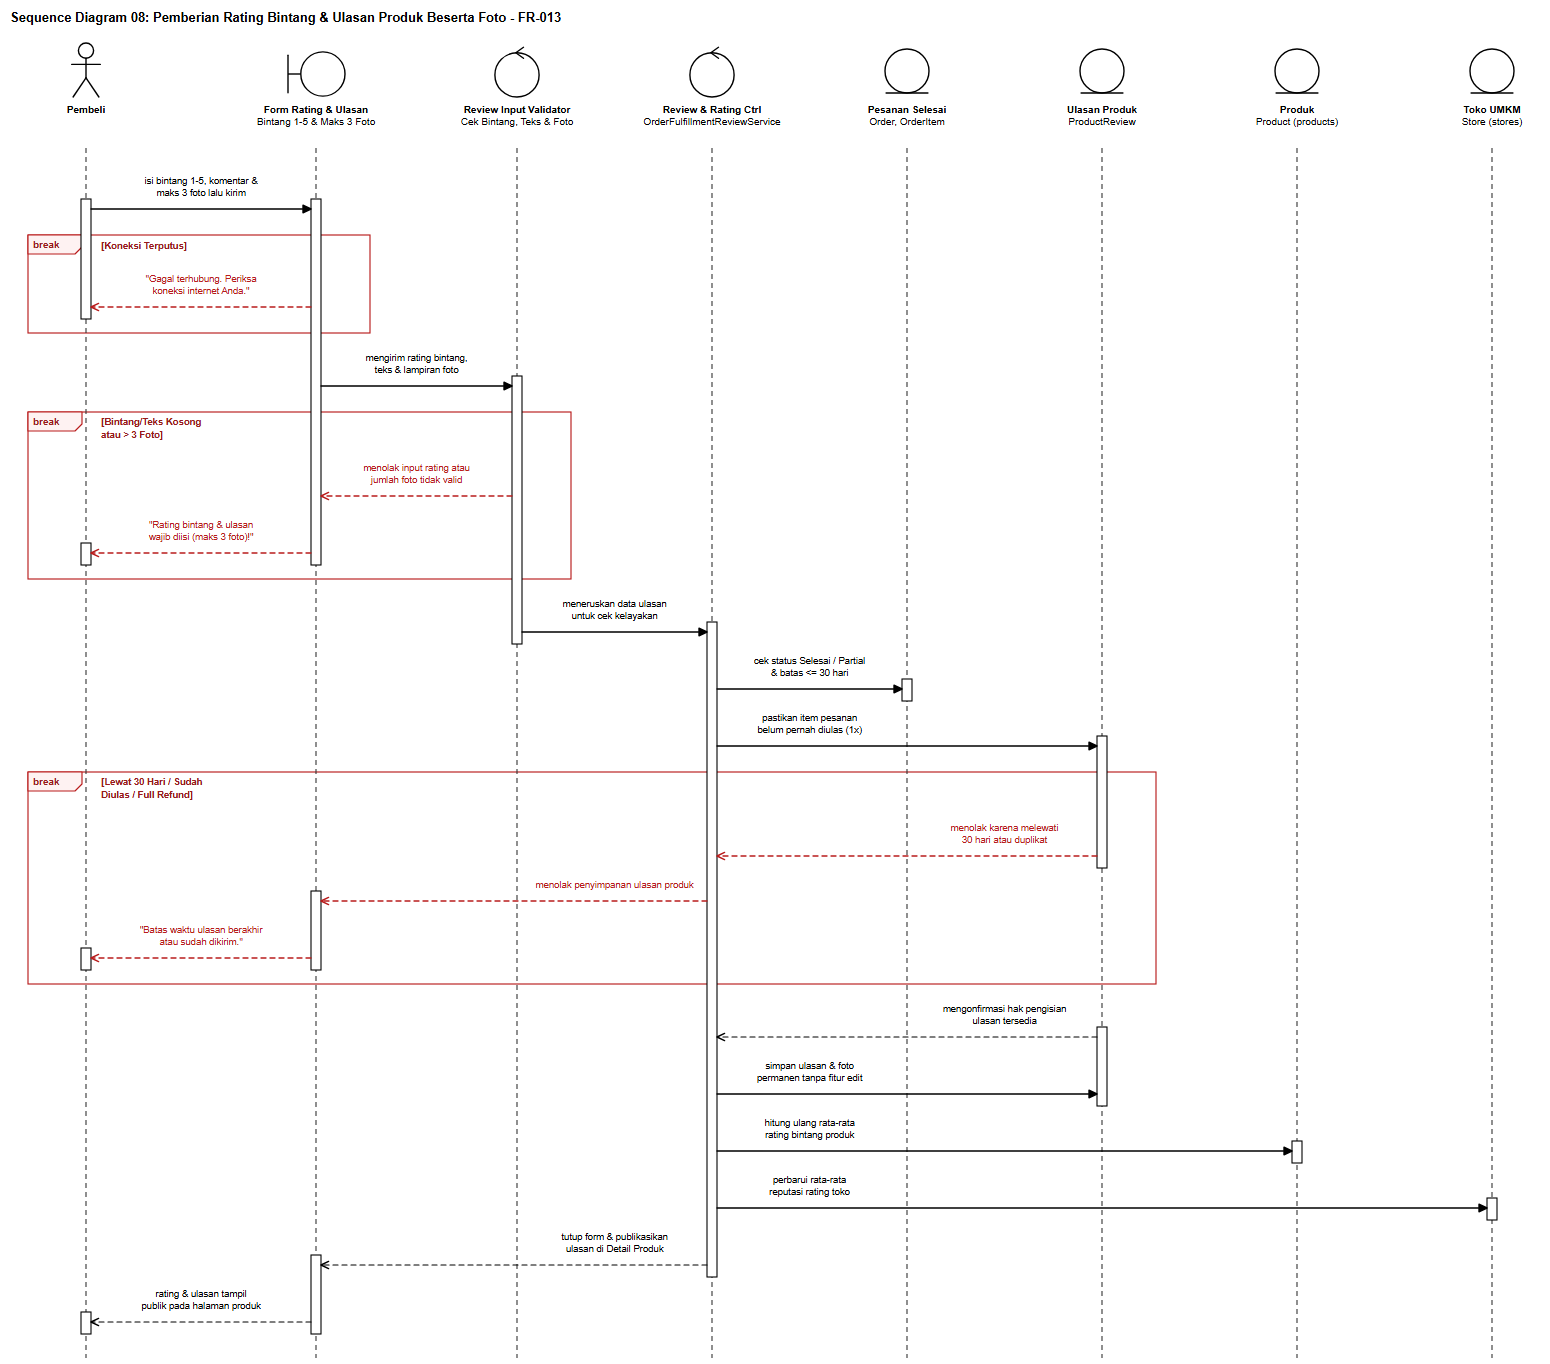 Sequence Diagram 08: Pemberian Rating Bintang & Ulasan Produk Beserta Foto - FR-013
Pembeli
Form Rating & Ulasan
Bintang 1-5 & Maks 3 Foto
Review Input Validator
Cek Bintang, Teks & Foto
Review & Rating Ctrl
OrderFulfillmentReviewService
Pesanan Selesai
Order, OrderItem
Ulasan Produk
ProductReview
Produk
Product (products)
Toko UMKM
Store (stores)
isi bintang 1-5, komentar &
maks 3 foto lalu kirim
break
[Koneksi Terputus]
"Gagal terhubung. Periksa
koneksi internet Anda."
mengirim rating bintang,
teks & lampiran foto
break
[Bintang/Teks Kosong
atau > 3 Foto]
menolak input rating atau
jumlah foto tidak valid
"Rating bintang & ulasan
wajib diisi (maks 3 foto)!"
meneruskan data ulasan
untuk cek kelayakan
cek status Selesai / Partial
& batas <= 30 hari
pastikan item pesanan
belum pernah diulas (1x)
break
[Lewat 30 Hari / Sudah
Diulas / Full Refund]
menolak karena melewati
30 hari atau duplikat
menolak penyimpanan ulasan produk
"Batas waktu ulasan berakhir
atau sudah dikirim."
mengonfirmasi hak pengisian
ulasan tersedia
simpan ulasan & foto
permanen tanpa fitur edit
hitung ulang rata-rata
rating bintang produk
perbarui rata-rata
reputasi rating toko
tutup form & publikasikan
ulasan di Detail Produk
rating & ulasan tampil
publik pada halaman produk